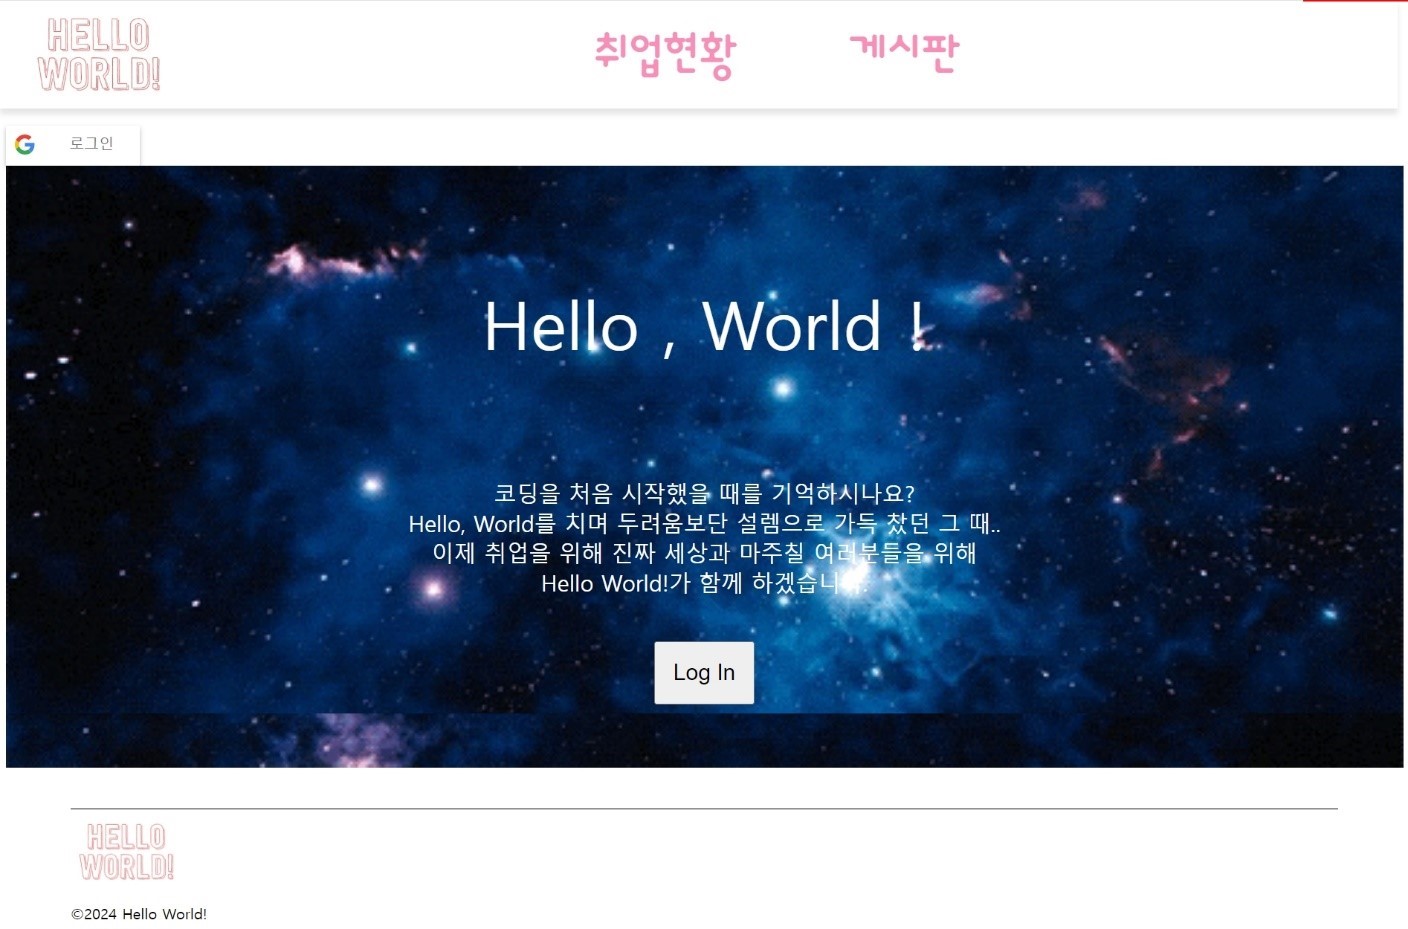 HELLO
WORLD!
취업현황
게시판
로그인
Hello , World !
코딩을 처음 시작했을 때를 기억하시나요?
Hello, World를 치며 두려움보단 설렘으로 가득 찼던 그 때..
이제 취업을 위해 진짜 세상과 마주칠 여러분들을 위해
Hello World!가 함께 하겠습니다.
Log In
HELLO
WORLD!
©2024 Hello World!